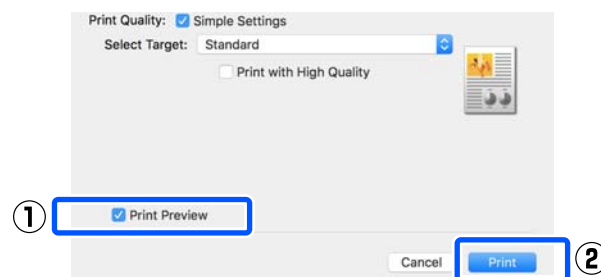 Print Quality: Simple Settings
Select Target: Standard
Print with High Quality
① Print Preview
Cancel Print ②